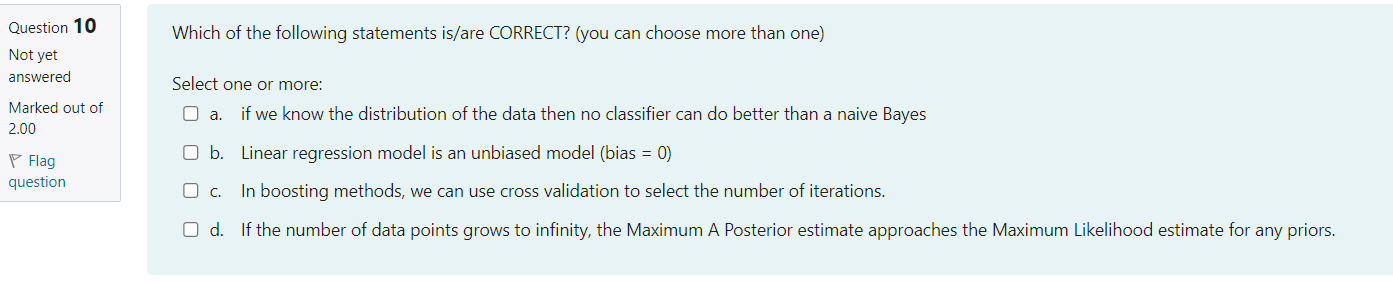 Question 10
Not yet
answered
Marked out of
2.00
Flag
question
Which of the following statements is/are CORRECT? (you can choose more than one)
Select one or more:
a. if we know the distribution of the data then no classifier can do better than a naive Bayes
b. Linear regression model is an unbiased model (bias = 0)
c. In boosting methods, we can use cross validation to select the number of iterations.
d. If the number of data points grows to infinity, the Maximum A Posterior estimate approaches the Maximum Likelihood estimate for any priors.